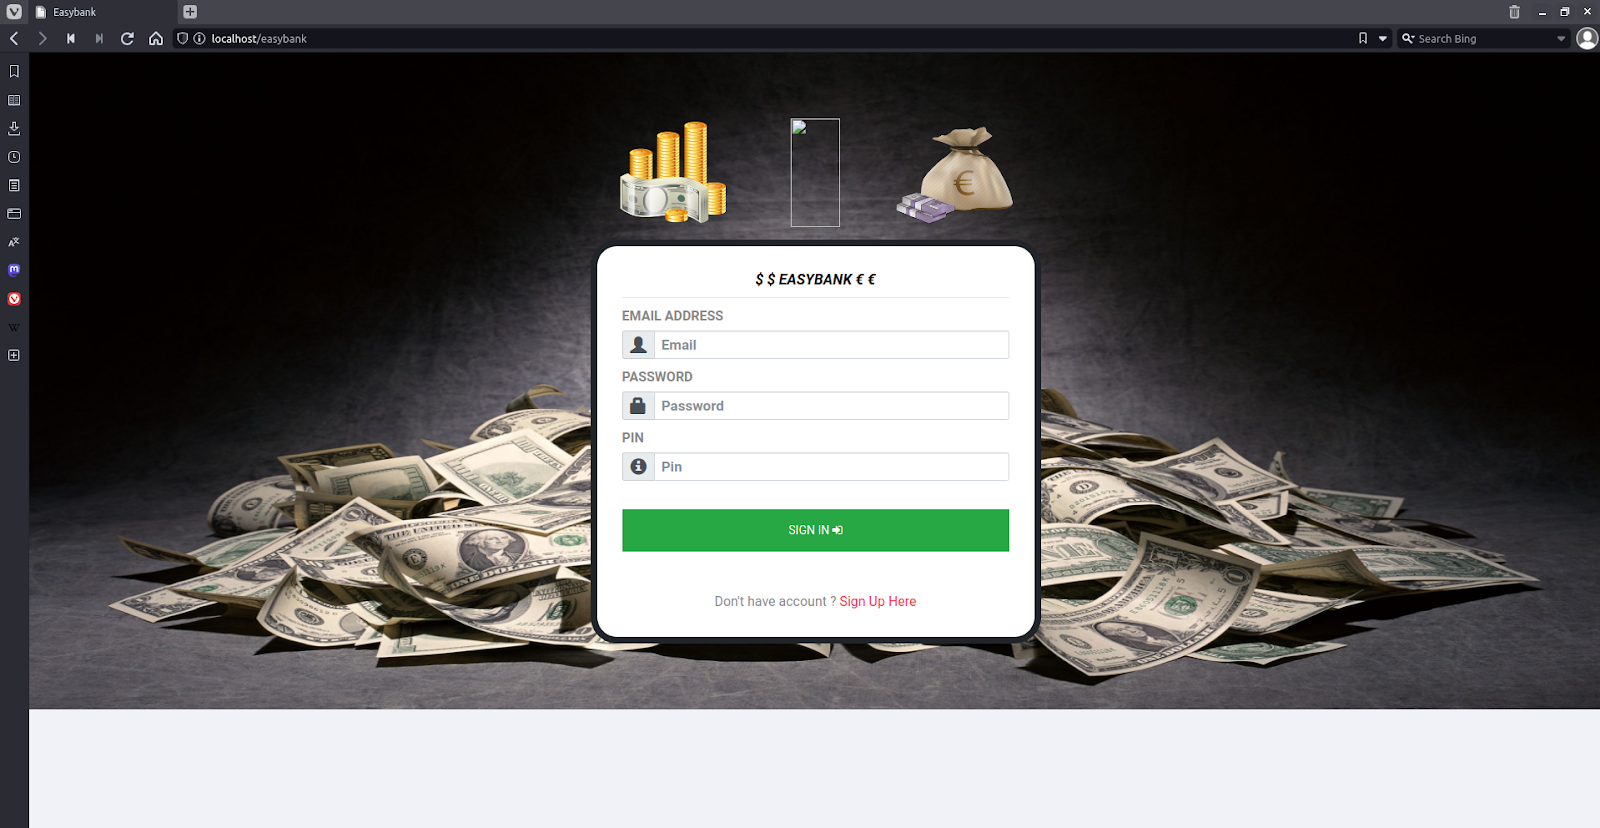 Easybank
localhost/easybank
Search Bing
$ $ EASYBANK € €
EMAIL ADDRESS
Email
PASSWORD
Password
PIN
Pin
SIGN IN
Don't have account ? Sign Up Here